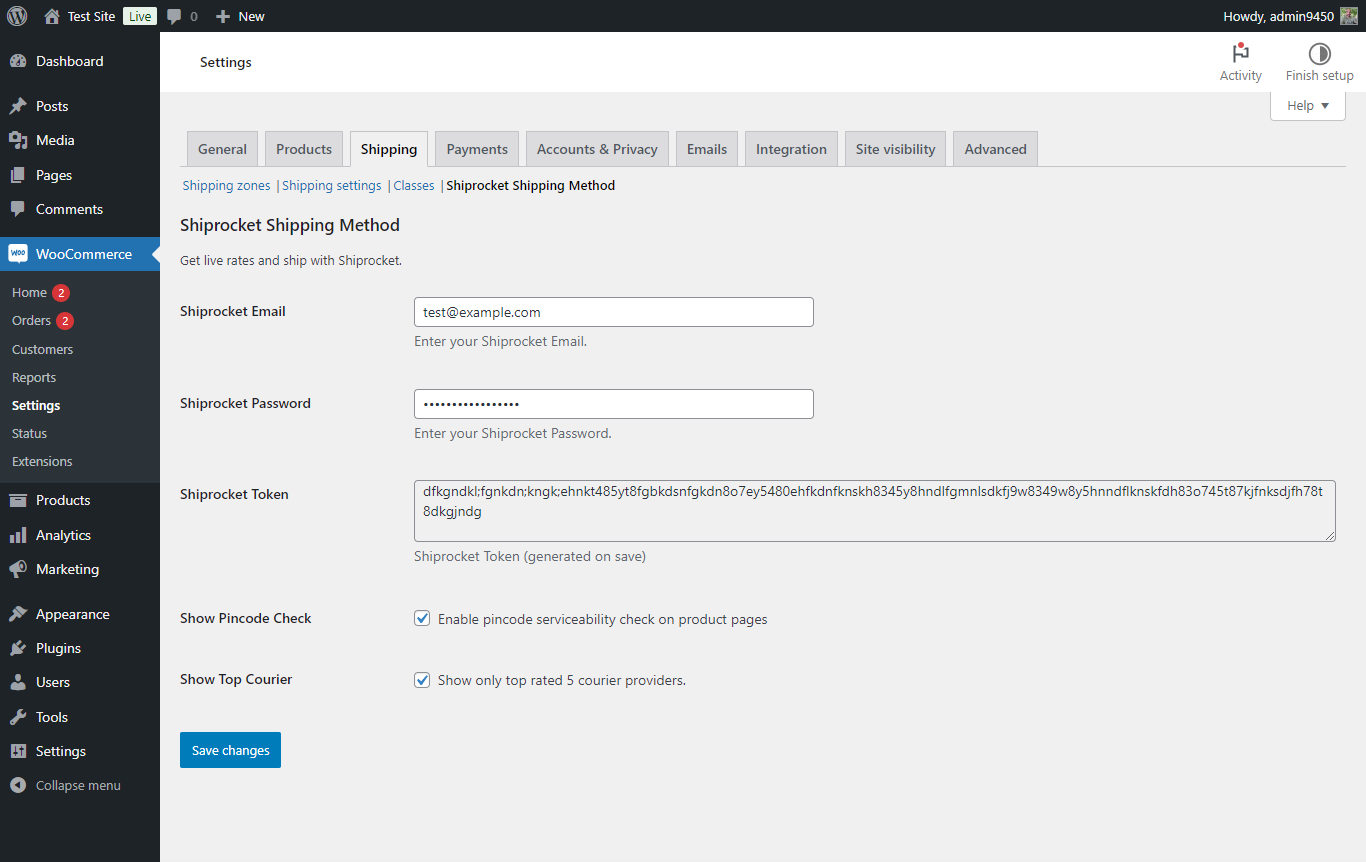 Test Site Live 0 New Howdy, admin9450
Dashboard
Posts
Media
Pages
Comments
WOO WooCommerce
Home 2
Orders 2
Customers
Reports
Settings
Status
Extensions
Products
Analytics
Marketing
Appearance
Plugins
Users
Tools
Settings
Collapse menu
Settings
Activity Finish setup
Help
General Products Shipping Payments Accounts & Privacy Emails Integration Site visibility Advanced
Shipping zones | Shipping settings | Classes | Shiprocket Shipping Method
Shiprocket Shipping Method
Get live rates and ship with Shiprocket.
Shiprocket Email test@example.com
Enter your Shiprocket Email.
Shiprocket Password •••••••••••••••••
Enter your Shiprocket Password.
Shiprocket Token dfkgndkl;fgnkdn;kngk;ehnkt485yt8fgbkdsnfgkdn8o7ey5480ehfkdnfknskh8345y8hndlfgmnlsdkfj9w8349w8y5hnndflknskfdh83o745t87kjfnksdjfh78t
8dkgjndg
Shiprocket Token (generated on save)
Show Pincode Check Enable pincode serviceability check on product pages
Show Top Courier Show only top rated 5 courier providers.
Save changes